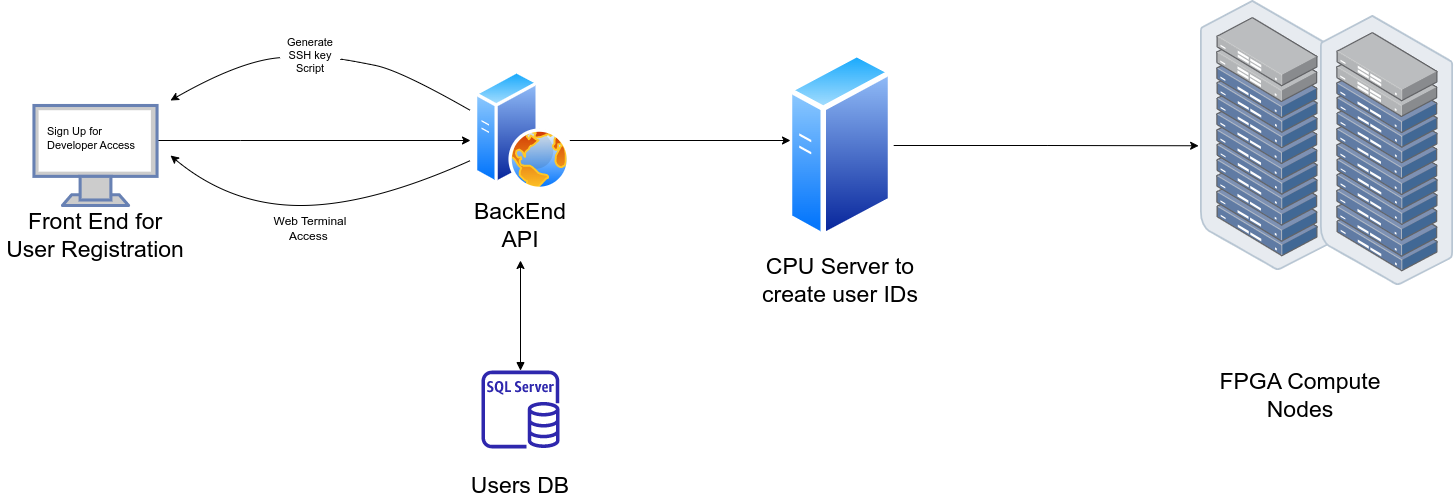 Generate
SSH key
Script
Sign Up for
Developer Access
Front End for
User Registration
Web Terminal
Access
BackEnd
API
CPU Server to
create user IDs
SQL Server
Users DB
FPGA Compute
Nodes